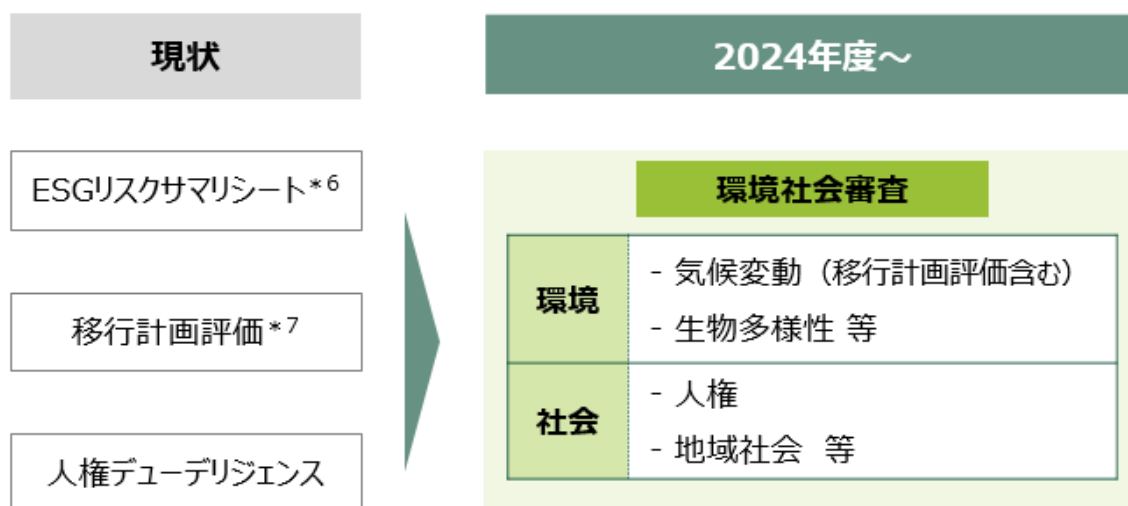 現状
2024年度～
ESGリスクサマリシート*6
移行計画評価*7
人権デューデリジェンス
環境社会審査
環境
- 気候変動（移行計画評価含む）
- 生物多様性 等
社会
- 人権
- 地域社会 等